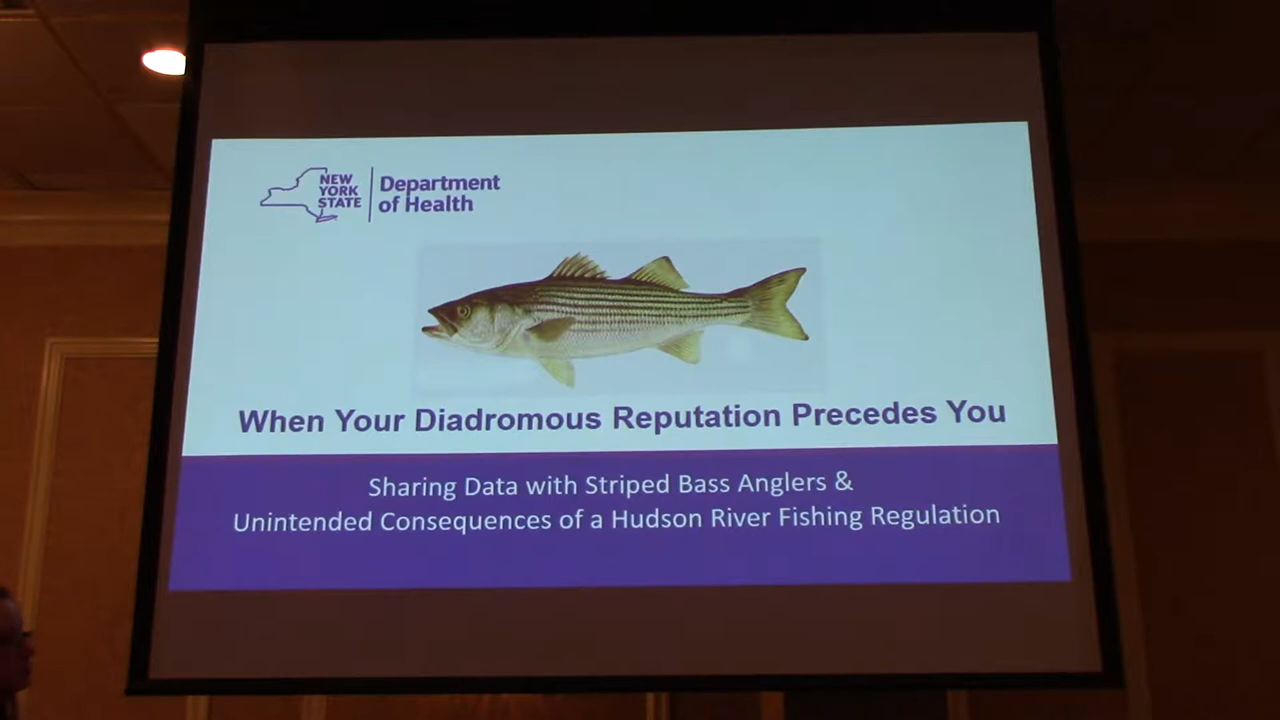 NEW
YORK
STATE
Department
of Health
When Your Diadromous Reputation Precedes You
Sharing Data with Striped Bass Anglers &
Unintended Consequences of a Hudson River Fishing Regulation